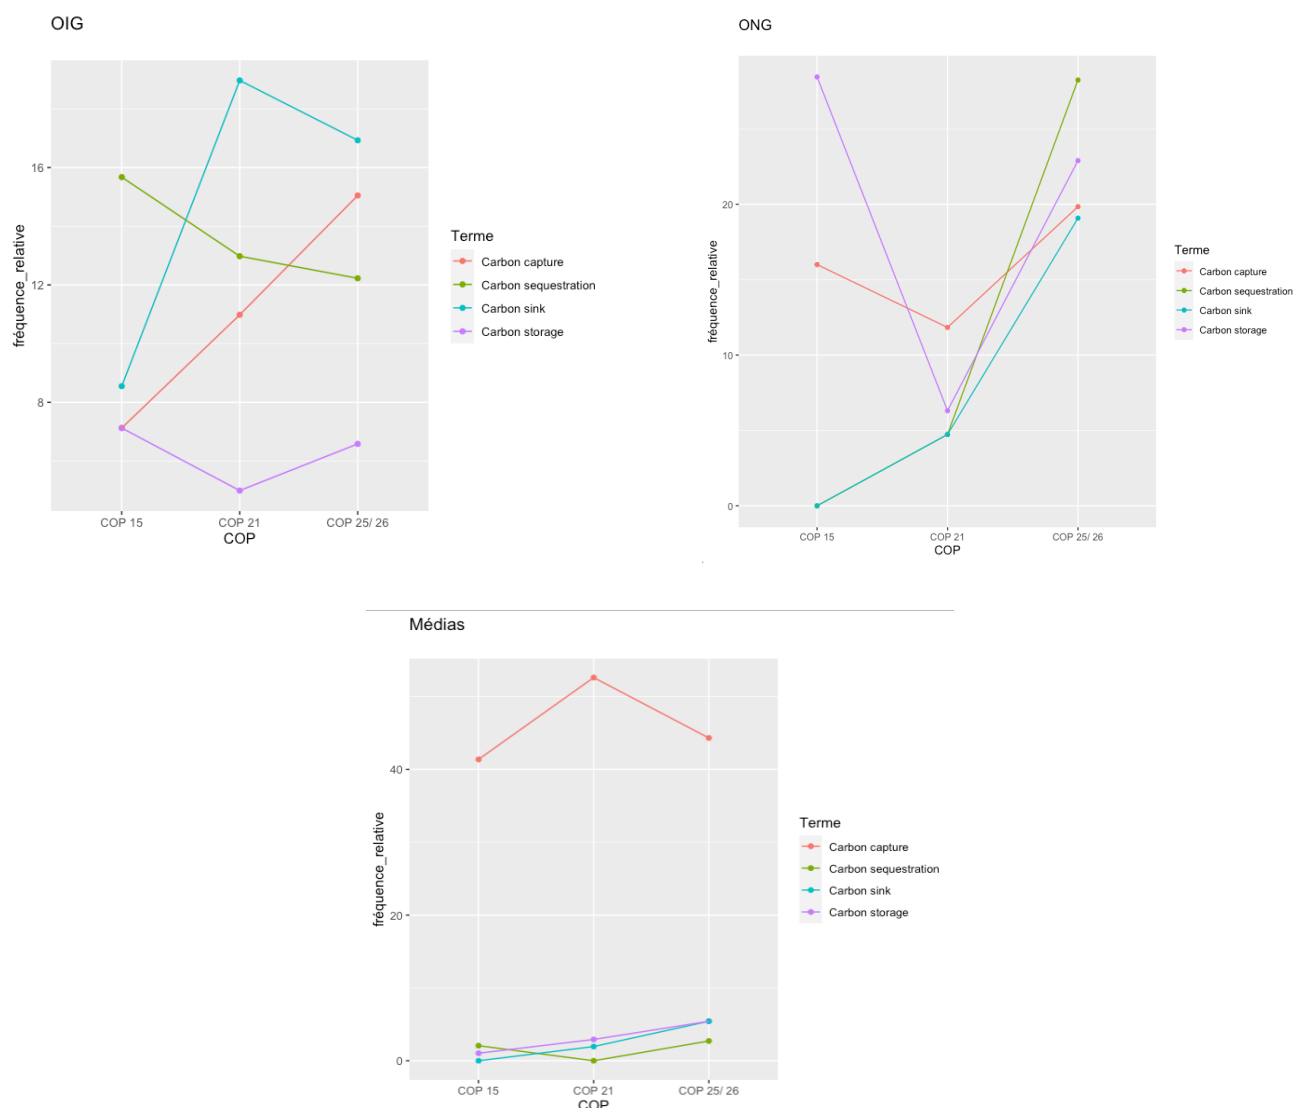 OIG
fréquence_relative
16
12
8
COP 15
COP 21
COP 25/ 26
COP
Terme
Carbon capture
Carbon sequestration
Carbon sink
Carbon storage
ONG
fréquence_relative
20
10
0
COP 15
COP 21
COP 25/ 26
COP
Terme
Carbon capture
Carbon sequestration
Carbon sink
Carbon storage
Médias
fréquence_relative
40
20
0
COP 15
COP 21
COP 25/ 26
COP
Terme
Carbon capture
Carbon sequestration
Carbon sink
Carbon storage